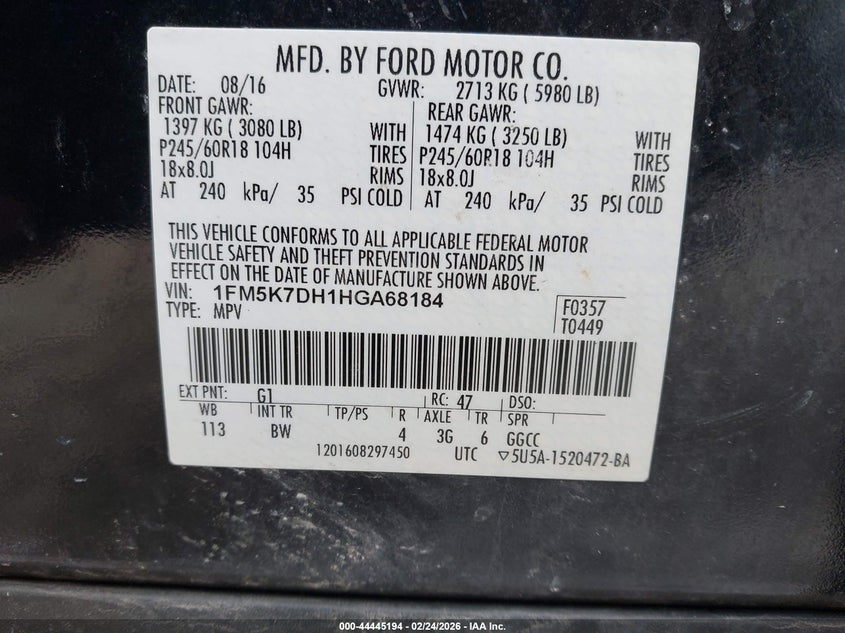 MFD. BY FORD MOTOR CO.
DATE: 08/16 GVWR: 2713 KG ( 5980 LB)
FRONT GAWR: REAR GAWR:
1397 KG ( 3080 LB) WITH 1474 KG ( 3250 LB) WITH
P245/60R18 104H TIRES P245/60R18 104H TIRES
18x8.0J RIMS 18x8.0J RIMS
AT 240 kPa/ 35 PSI COLD AT 240 kPa/ 35 PSI COLD
THIS VEHICLE CONFORMS TO ALL APPLICABLE FEDERAL MOTOR
VEHICLE SAFETY AND THEFT PREVENTION STANDARDS IN
EFFECT ON THE DATE OF MANUFACTURE SHOWN ABOVE.
VIN: 1FM5K7DH1HGA68184 F0357
TYPE: MPV T0449
EXT PNT: G1 RC: 47 DSO:
WB INT TR TP/PS R AXLE TR SPR
113 BW 4 3G 6 GGCC
1201608297450 UTC ▽5U5A-1520472-BA
000-44445194 - 02/24/2026 - IAA Inc.